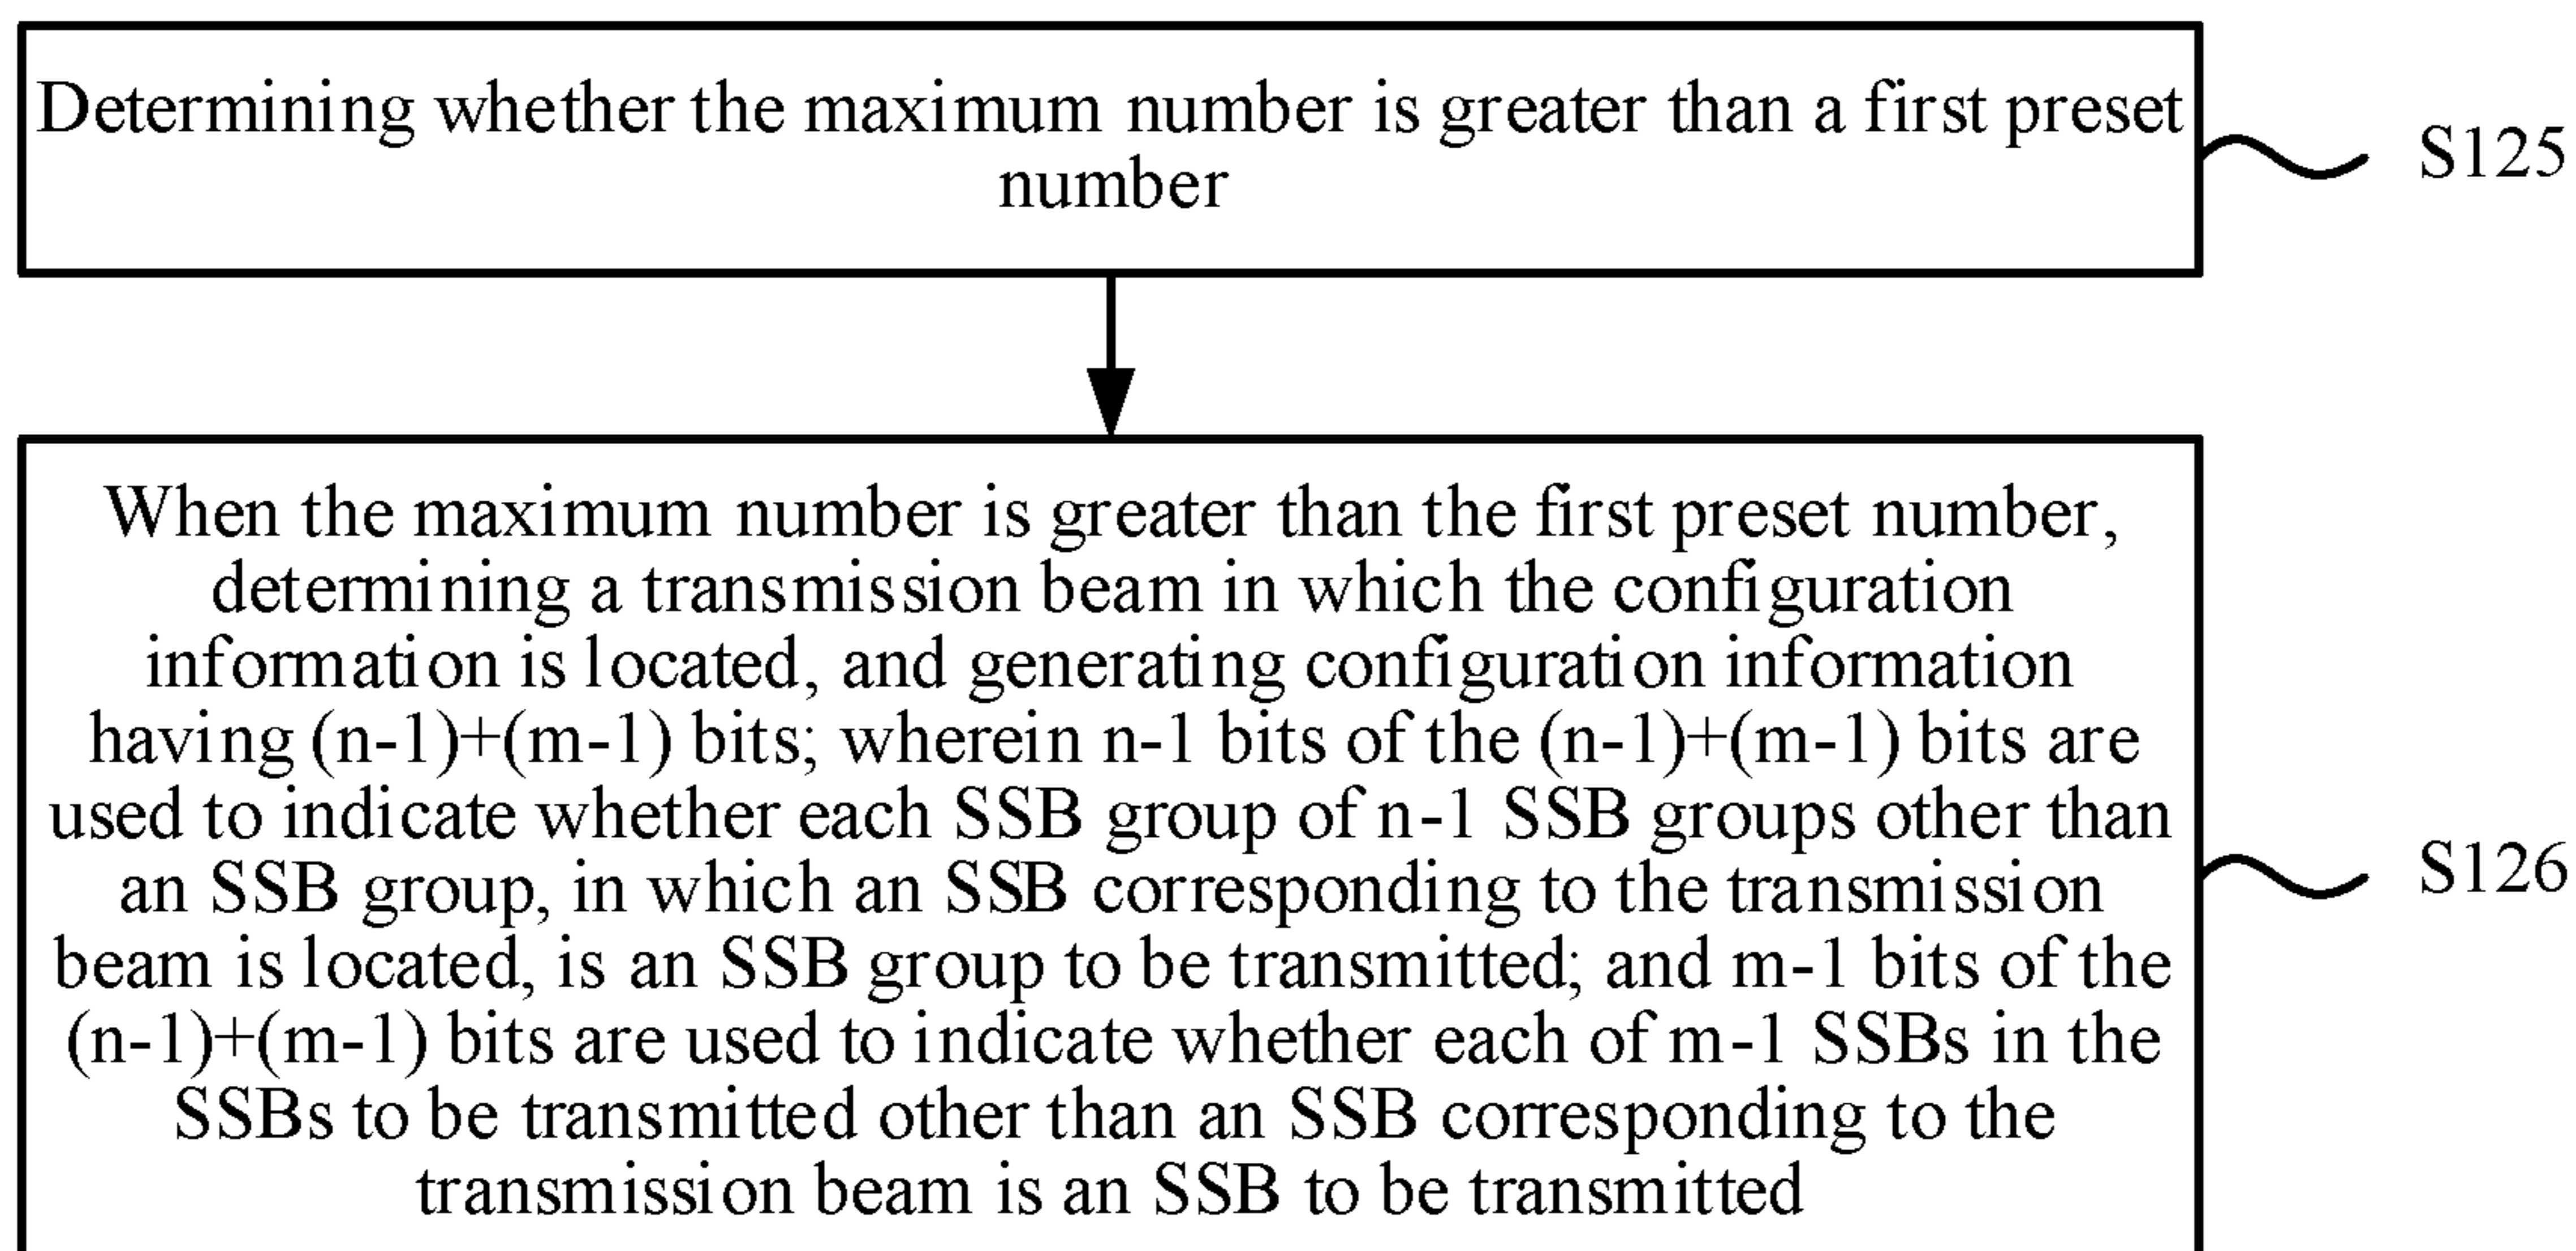 Determining whether the maximum number is greater than a first preset
number
S125
When the maximum number is greater than the first preset number,
determining a transmission beam in which the configuration
information is located, and generating configuration information
having (n-1)+(m-1) bits; wherein n-1 bits of the (n-1)+(m-1) bits are
used to indicate whether each SSB group of n-1 SSB groups other than
an SSB group, in which an SSB corresponding to the transmission
beam is located, is an SSB group to be transmitted; and m-1 bits of the
(n-1)+(m-1) bits are used to indicate whether each of m-1 SSBs in the
SSBs to be transmitted other than an SSB corresponding to the
transmission beam is an SSB to be transmitted
S126